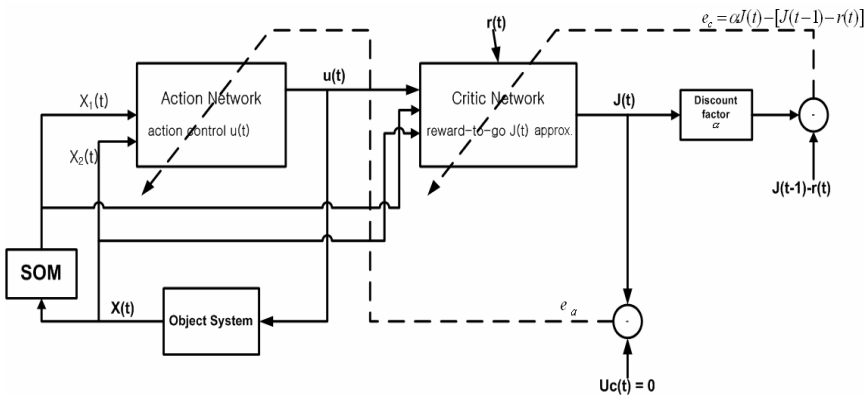 e_c = αJ(t)−[J(t−1)−r(t)]
r(t)
u(t)
X₁(t)
Action Network
action control u(t)
X₂(t)
Critic Network
reward-to-go J(t) approx.
J(t)
Discount
factor
α
-
J(t-1)-r(t)
SOM
X(t)
Object System
e_a
-
Uc(t) = 0